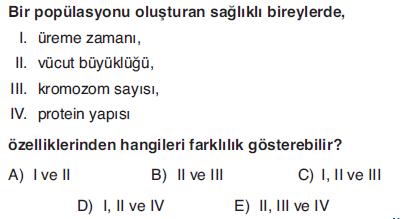 Bir popülasyonu oluşturan sağlıklı bireylerde,
I. üreme zamanı,
II. vücut büyüklüğü,
III. kromozom sayısı,
IV. protein yapısı
özelliklerinden hangileri farklılık gösterebilir?
A) I ve II B) II ve III C) I, II ve III
D) I, II ve IV E) II, III ve IV